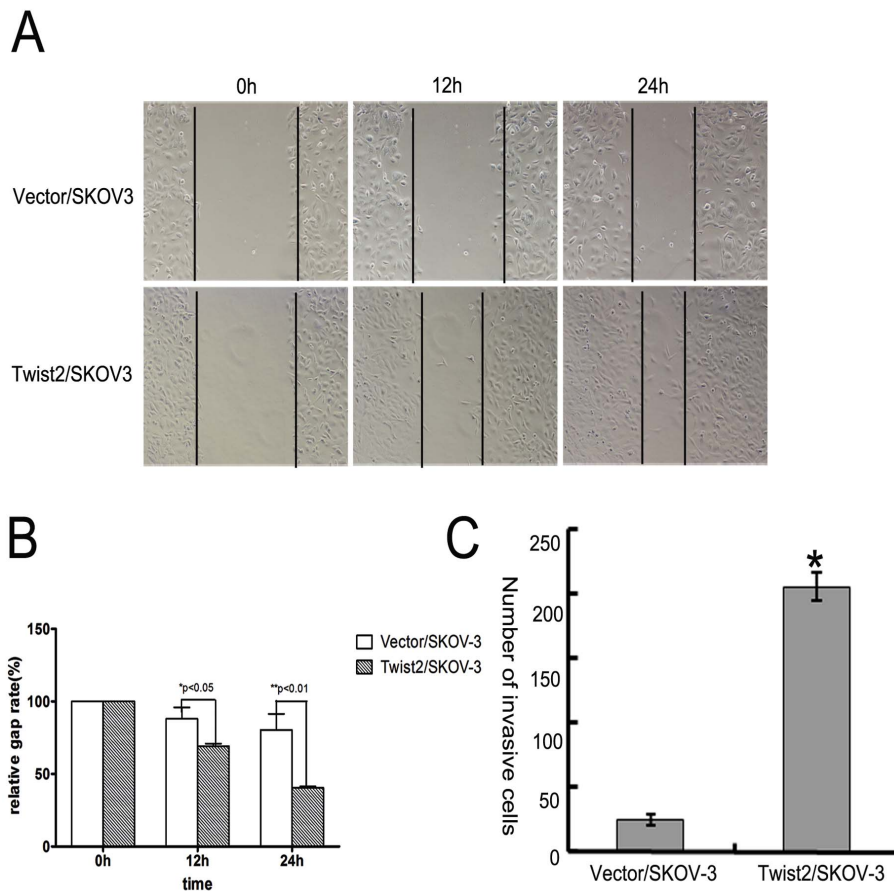 A
0h 12h 24h
Vector/SKOV3
Twist2/SKOV3
B
150
100
50
0
relative gap rate(%)
*p<0.05
**p<0.01
0h 12h 24h
time
Vector/SKOV-3
Twist2/SKOV-3
C
250
200
150
100
50
0
Number of invasive cells
*
Vector/SKOV-3 Twist2/SKOV-3